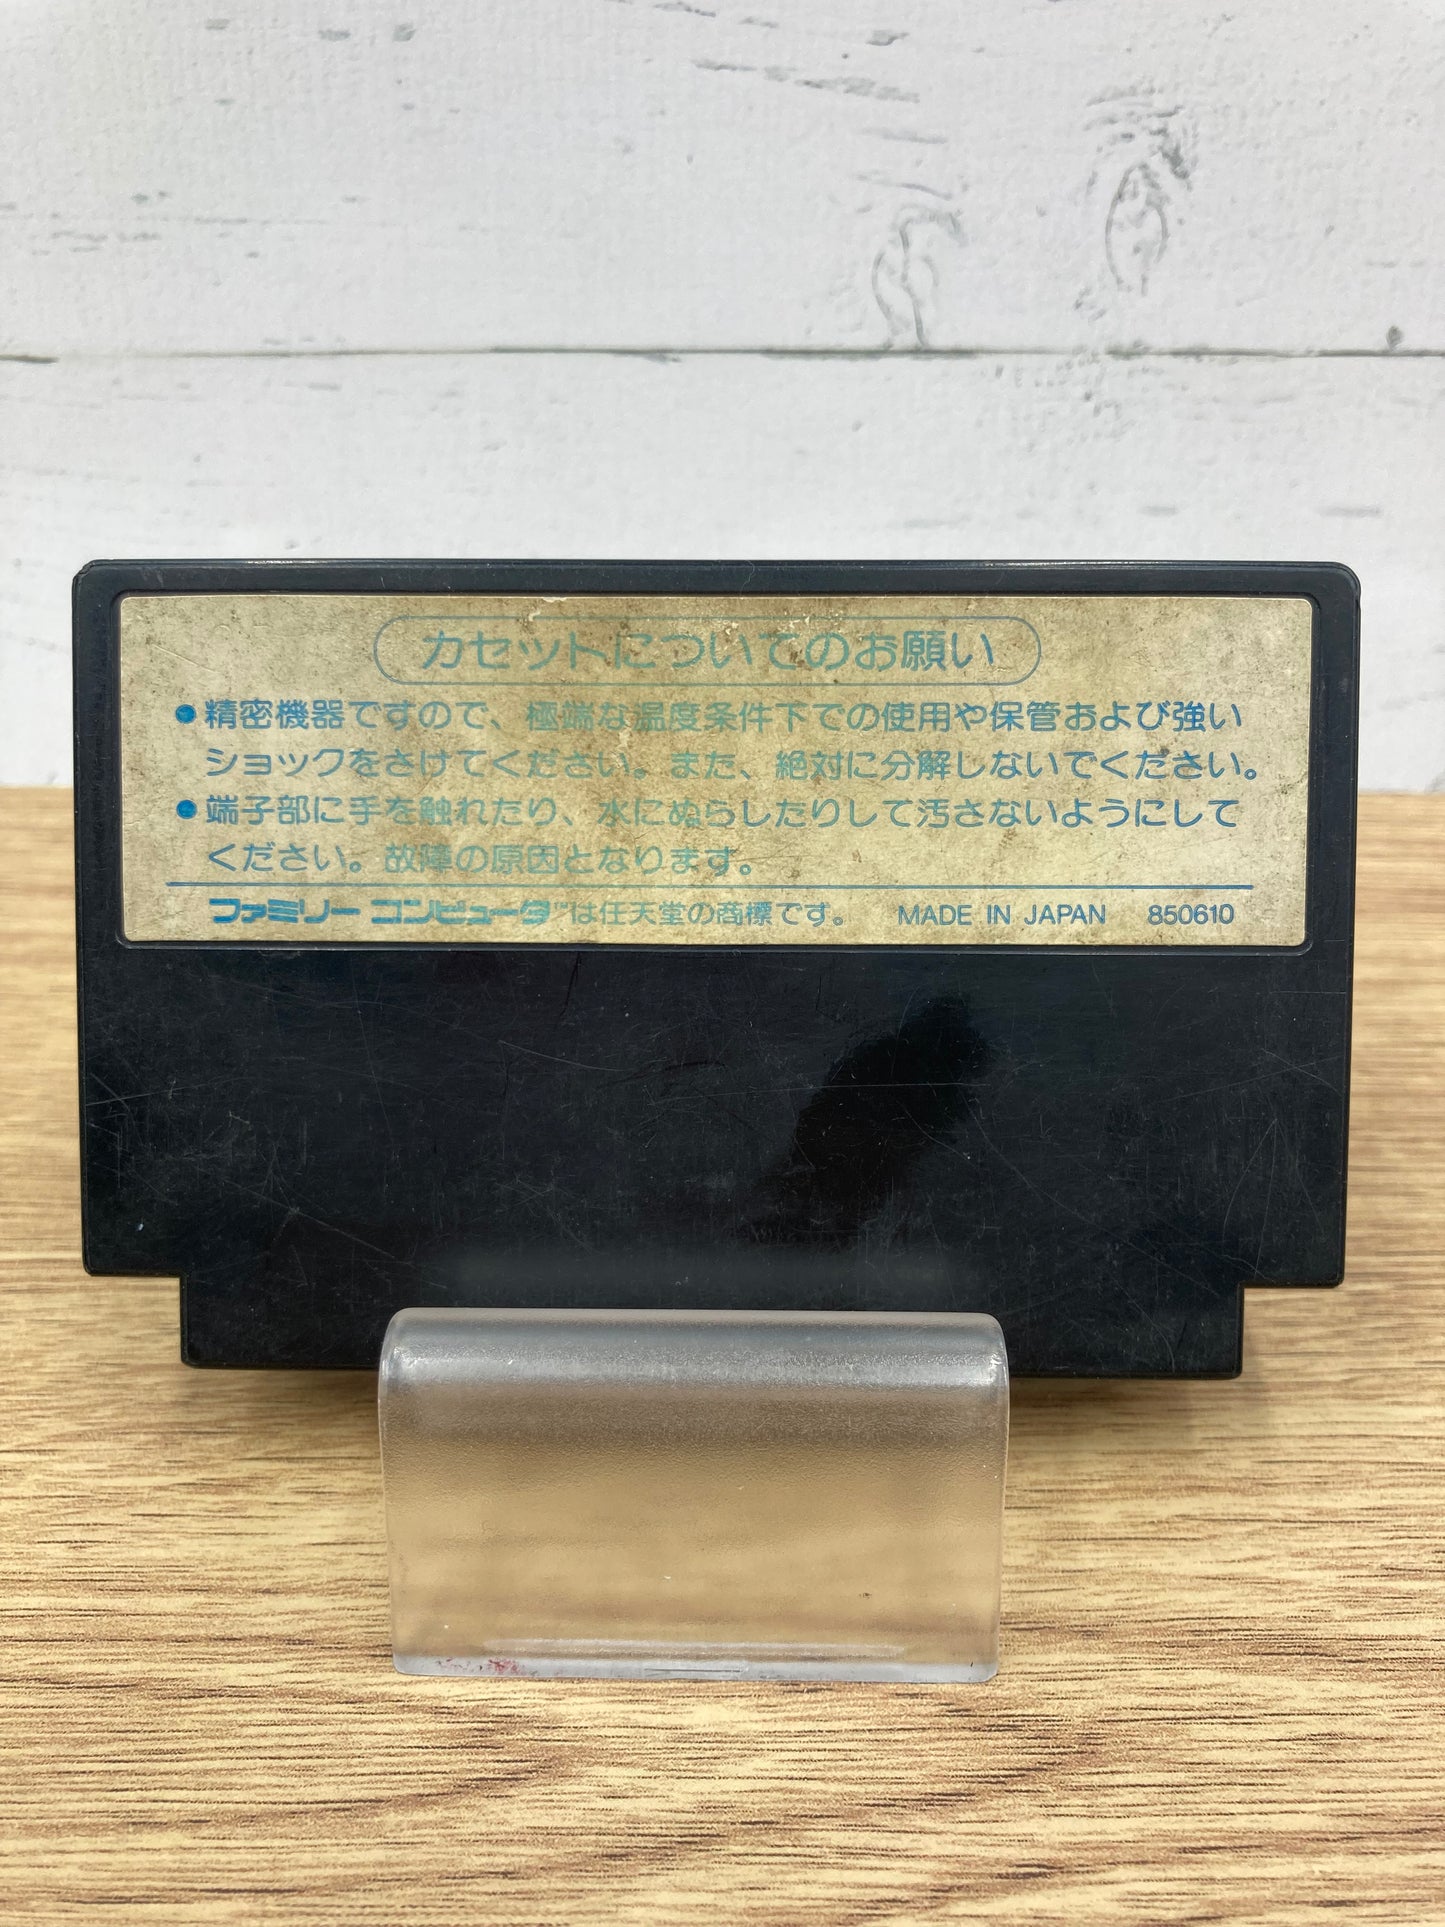 カセットについてのお願い
●精密機器ですので、極端な温度条件下での使用や保管および強い
ショックをさけてください。また、絶対に分解しないでください。
●端子部に手を触れたり、水にぬらしたりして汚さないようにして
ください。故障の原因となります。
ファミリー コンピュータ™は任天堂の商標です。 MADE IN JAPAN 850610